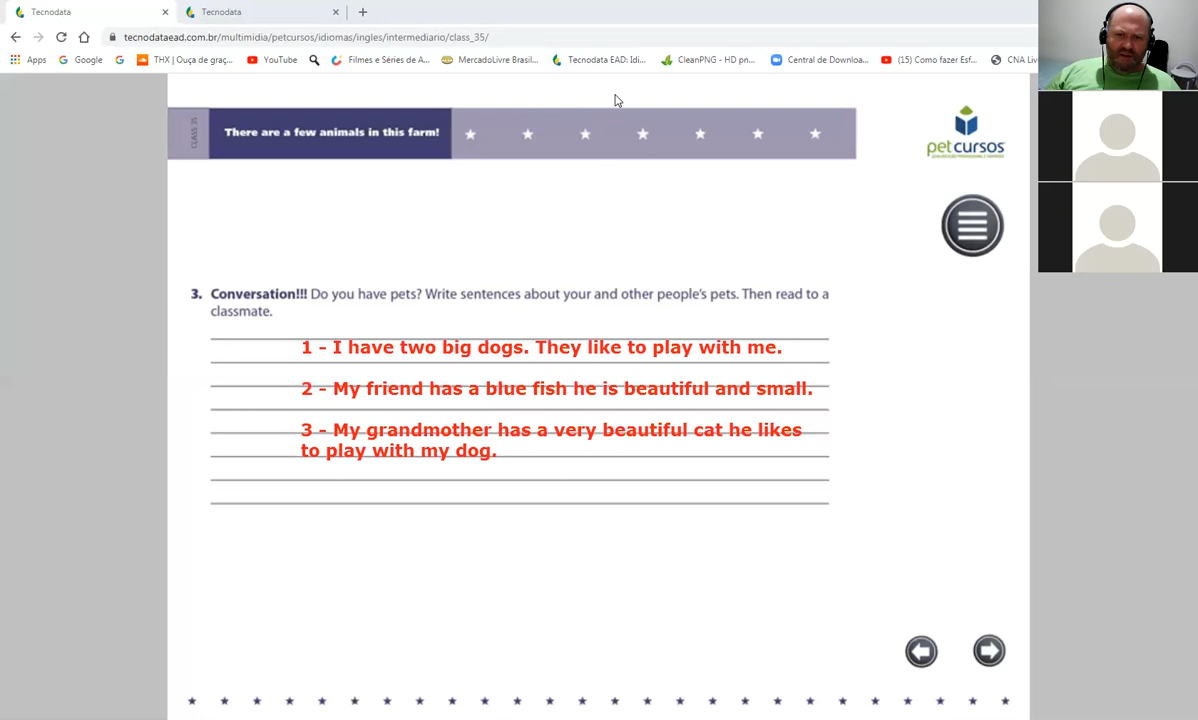 Tecnodata
Tecnodata
tecnodataead.com.br/multimidia/petcursos/idiomas/ingles/intermediario/class_35/
Apps
Google
THX | Ouça de graç...
YouTube
Filmes e Séries de A...
MercadoLivre Brasil...
Tecnodata EAD: Idi...
CleanPNG - HD pn...
Central de Downloa...
(15) Como fazer Esf...
CNA Liv
CLASS 35
There are a few animals in this farm!
petcursos
3. Conversation!!! Do you have pets? Write sentences about your and other people's pets. Then read to a
classmate.
1 - I have two big dogs. They like to play with me.
2 - My friend has a blue fish he is beautiful and small.
3 - My grandmother has a very beautiful cat he likes
to play with my dog.